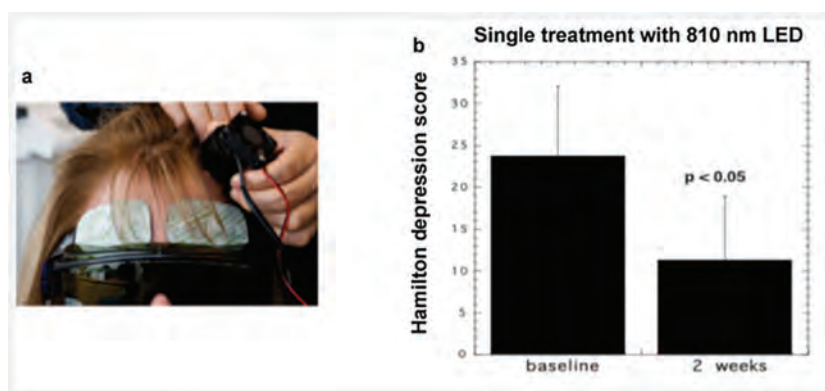 a
b
Single treatment with 810 nm LED
Hamilton depression score
35
30
25
20
15
10
5
0
p < 0.05
baseline
2 weeks